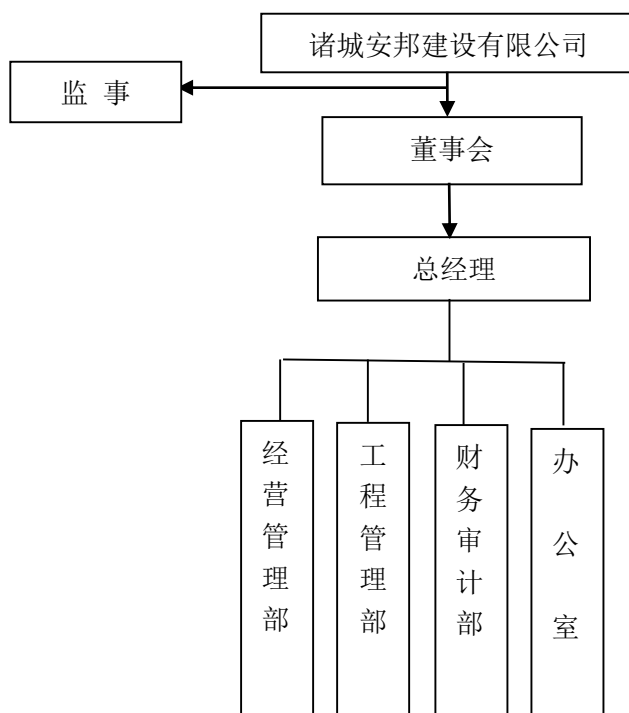 诸城安邦建设有限公司
监 事
董事会
总经理
经营管理部
工程管理部
财务审计部
办公室